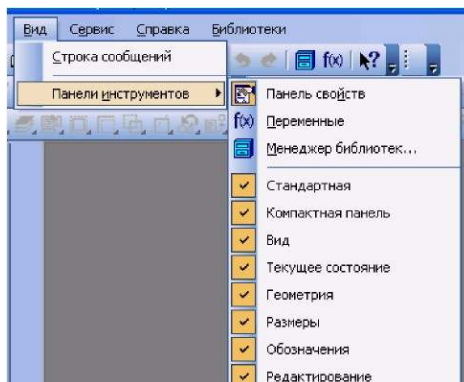 Вид Сервис Справка Библиотеки
Строка сообщений
f(x)
Панели инструментов
Панель свойств
f(x) Переменные
Менеджер библиотек...
Стандартная
Компактная панель
Вид
Текущее состояние
Геометрия
Размеры
Обозначения
Редактирование